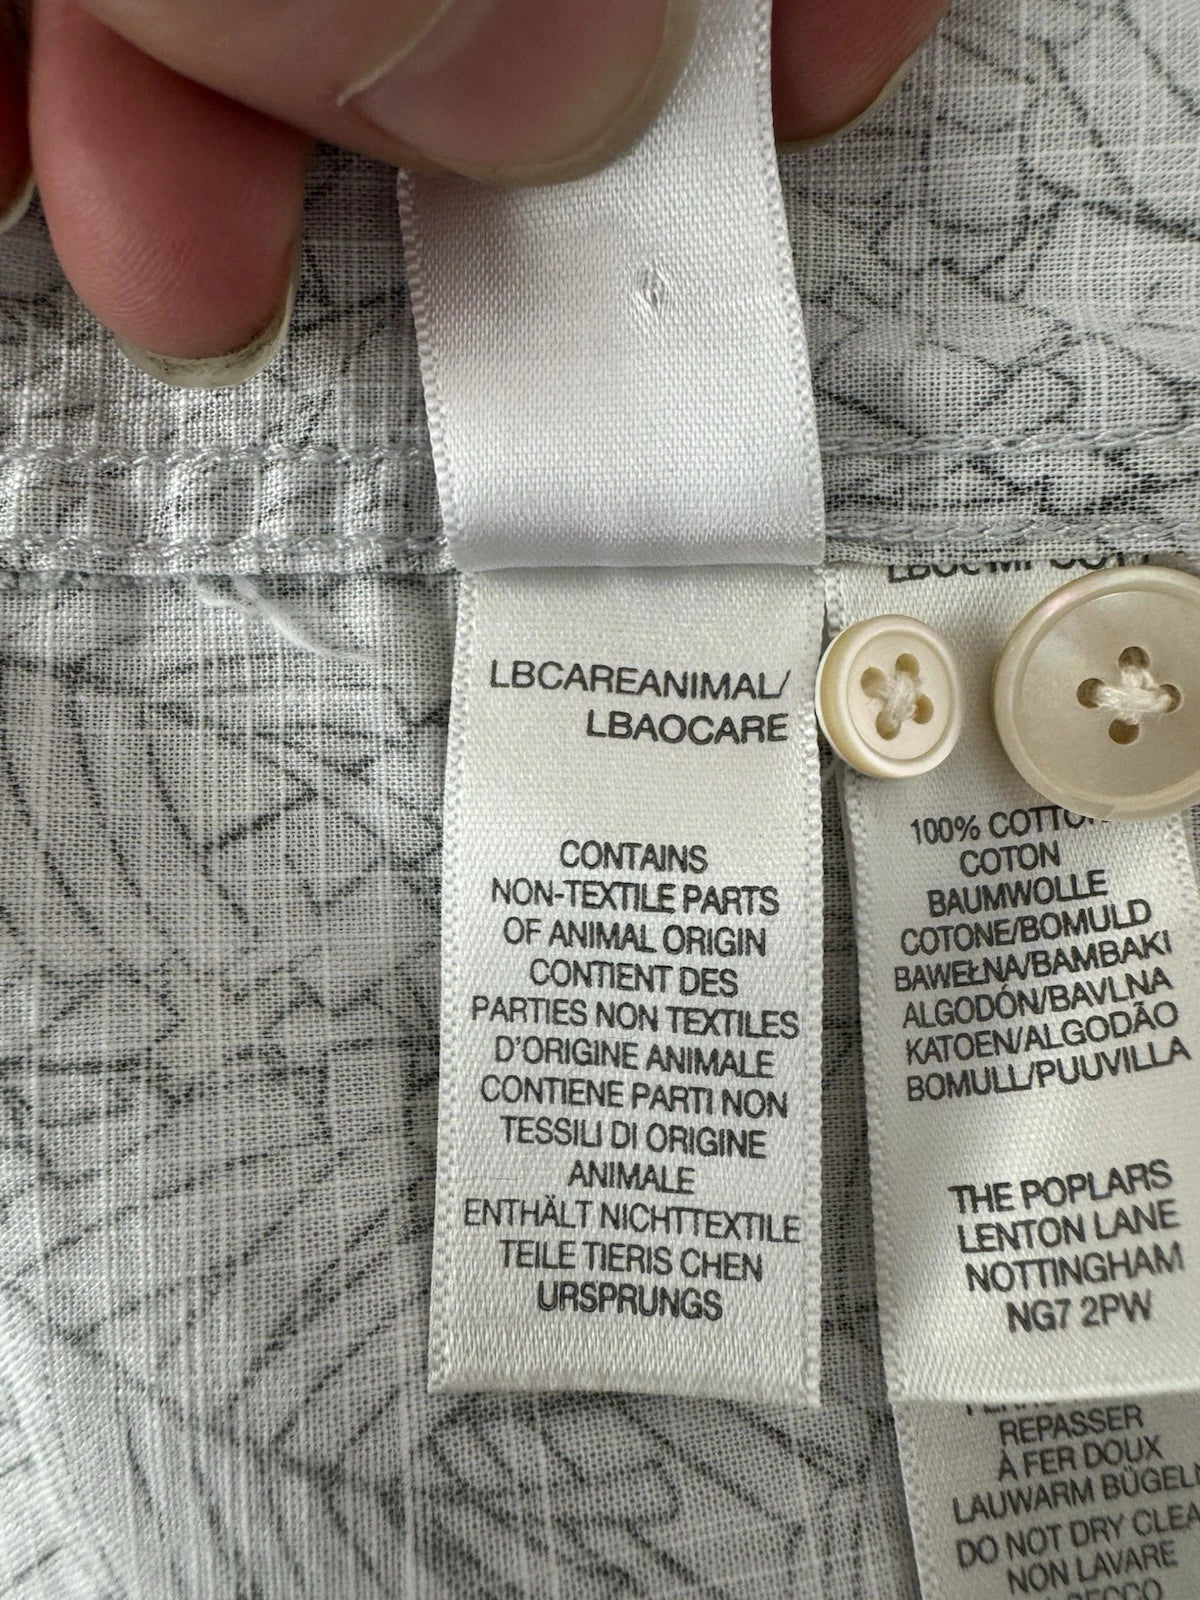 LBCAREANIMAL/
LBAOCARE
CONTAINS
NON-TEXTILE PARTS
OF ANIMAL ORIGIN
CONTIENT DES
PARTIES NON TEXTILES
D'ORIGINE ANIMALE
CONTIENE PARTI NON
TESSILI DI ORIGINE
ANIMALE
ENTHÄLT NICHTTEXTILE
TEILE TIERIS CHEN
URSPRUNGS
100%
COTON
BAUMWOLLE
COTONE/BOMULD
BAWEŁNA/BAMBAKI
ALGODÓN/BAVLNA
KATOEN/ALGODÃO
BOMULL/PUUVILLA
THE POPLARS
LENTON LANE
NOTTINGHAM
NG7 2PW
REPASSER
À FER DOUX
LAUWARM
DO NOT DRY
NON LAVARE